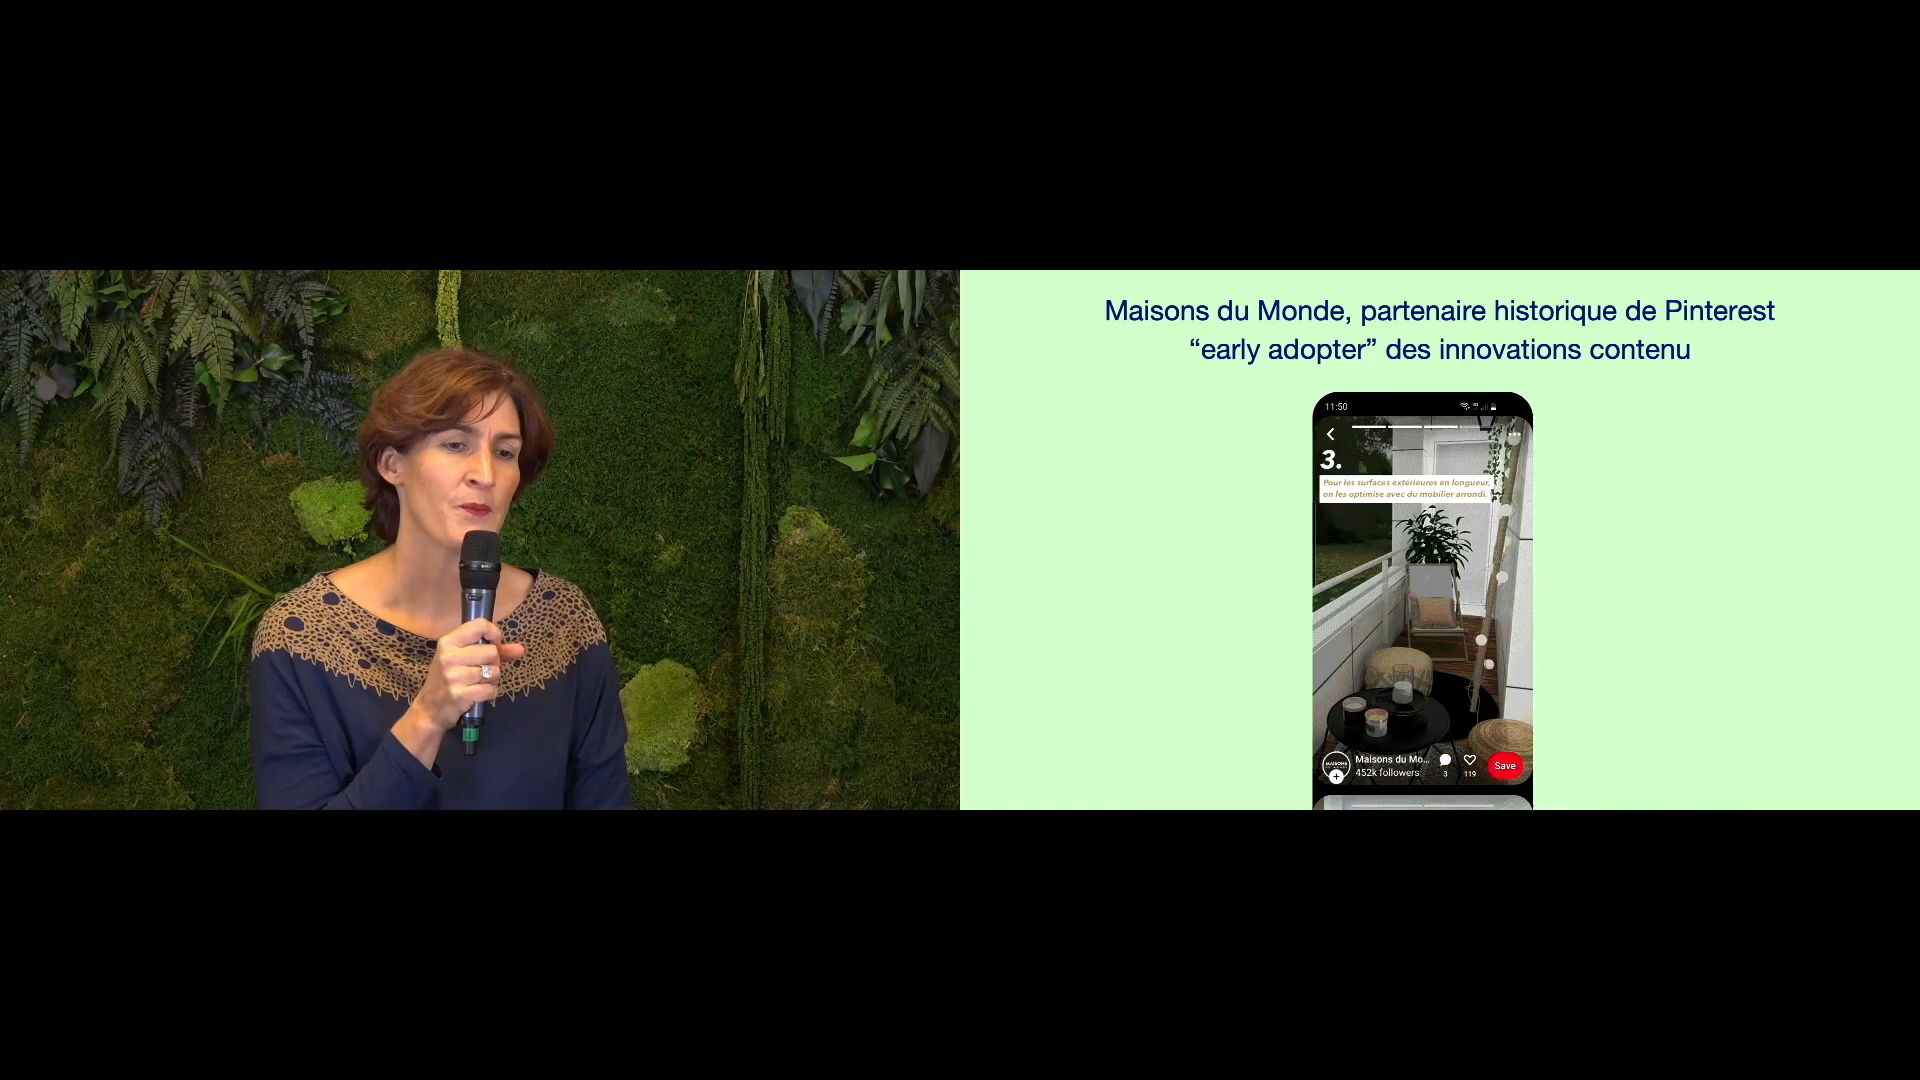 Maisons du Monde, partenaire historique de Pinterest
“early adopter” des innovations contenu
11:50
3.
Pour les surfaces extérieures en longueur,
on les optimise avec du mobilier arrondi.
Maisons du Mo...
452k followers
3
119
Save
MAISONS